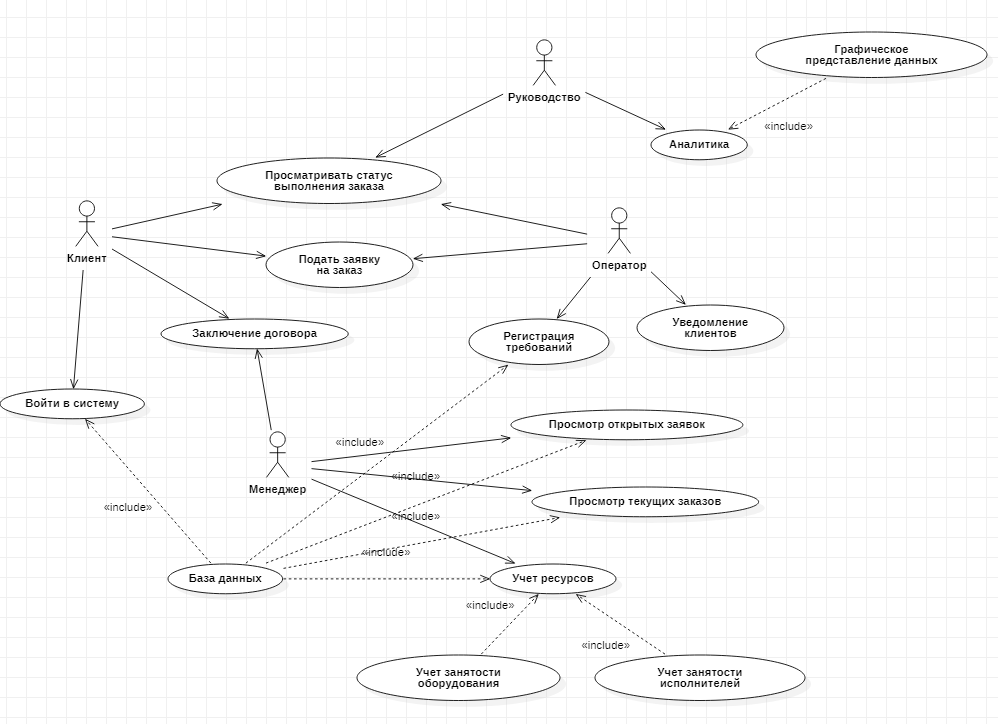 Графическое
представление данных
Руководство
«include»
Аналитика
Просматривать статус
выполнения заказа
Клиент
Подать заявку
на заказ
Оператор
Заключение договора
Регистрация
требований
Уведомление
клиентов
Войти в систему
Просмотр открытых заявок
«include»
«include»
Менеджер
Просмотр текущих заказов
«include»
«include»
«include»
База данных
Учет ресурсов
«include»
«include»
Учет занятости
оборудования
Учет занятости
исполнителей